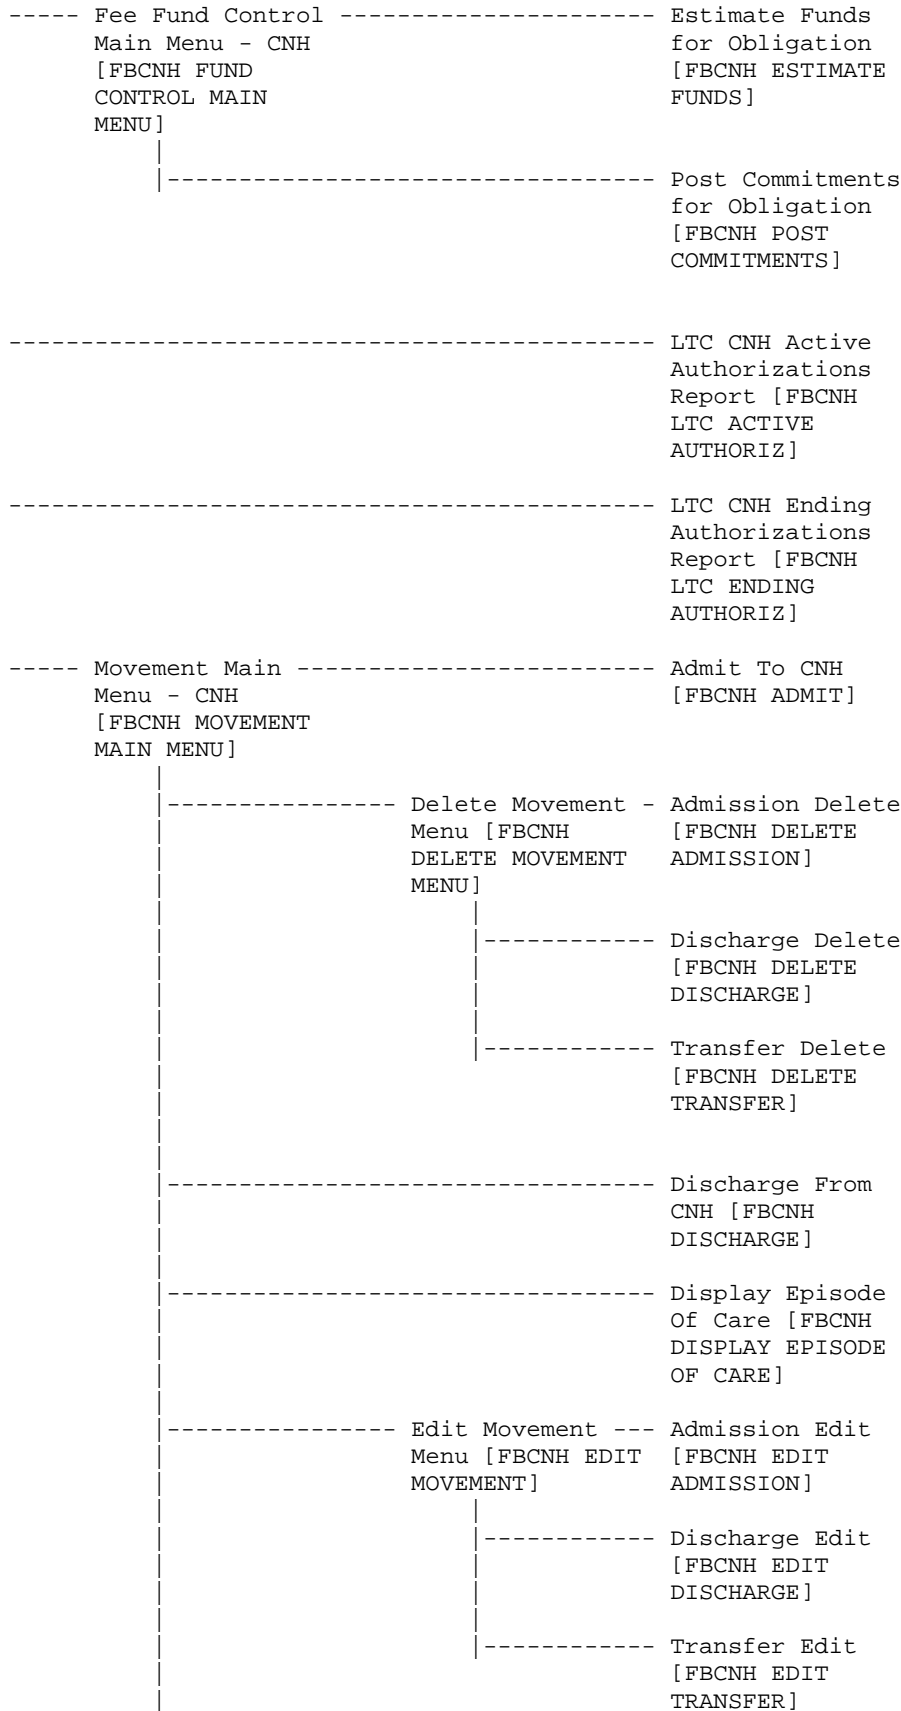 ----- Fee Fund Control ---------------------- Estimate Funds
      Main Menu - CNH                         for Obligation
      [FBCNH FUND                             [FBCNH ESTIMATE
      CONTROL MAIN                            FUNDS]
      MENU]
          |
          |---------------------------------- Post Commitments
                                              for Obligation
                                              [FBCNH POST
                                              COMMITMENTS]

--------------------------------------------- LTC CNH Active
                                              Authorizations
                                              Report [FBCNH
                                              LTC ACTIVE
                                              AUTHORIZ]

--------------------------------------------- LTC CNH Ending
                                              Authorizations
                                              Report [FBCNH
                                              LTC ENDING
                                              AUTHORIZ]

----- Movement Main ------------------------- Admit To CNH
      Menu - CNH                              [FBCNH ADMIT]
      [FBCNH MOVEMENT
      MAIN MENU]
          |
          |---------------- Delete Movement - Admission Delete
          |                 Menu [FBCNH       [FBCNH DELETE
          |                 DELETE MOVEMENT   ADMISSION]
          |                 MENU]
          |                     |
          |                     |------------ Discharge Delete
          |                     |             [FBCNH DELETE
          |                     |             DISCHARGE]
          |                     |
          |                     |------------ Transfer Delete
          |                                   [FBCNH DELETE
          |                                   TRANSFER]
          |
          |
          |---------------------------------- Discharge From
          |                                   CNH [FBCNH
          |                                   DISCHARGE]
          |
          |---------------------------------- Display Episode
          |                                   Of Care [FBCNH
          |                                   DISPLAY EPISODE
          |                                   OF CARE]
          |
          |---------------- Edit Movement --- Admission Edit
          |                 Menu [FBCNH EDIT  [FBCNH EDIT
          |                 MOVEMENT]         ADMISSION]
          |                     |
          |                     |------------ Discharge Edit
          |                     |             [FBCNH EDIT
          |                     |             DISCHARGE]
          |                     |
          |                     |------------ Transfer Edit
          |                                   [FBCNH EDIT
          |                                   TRANSFER]